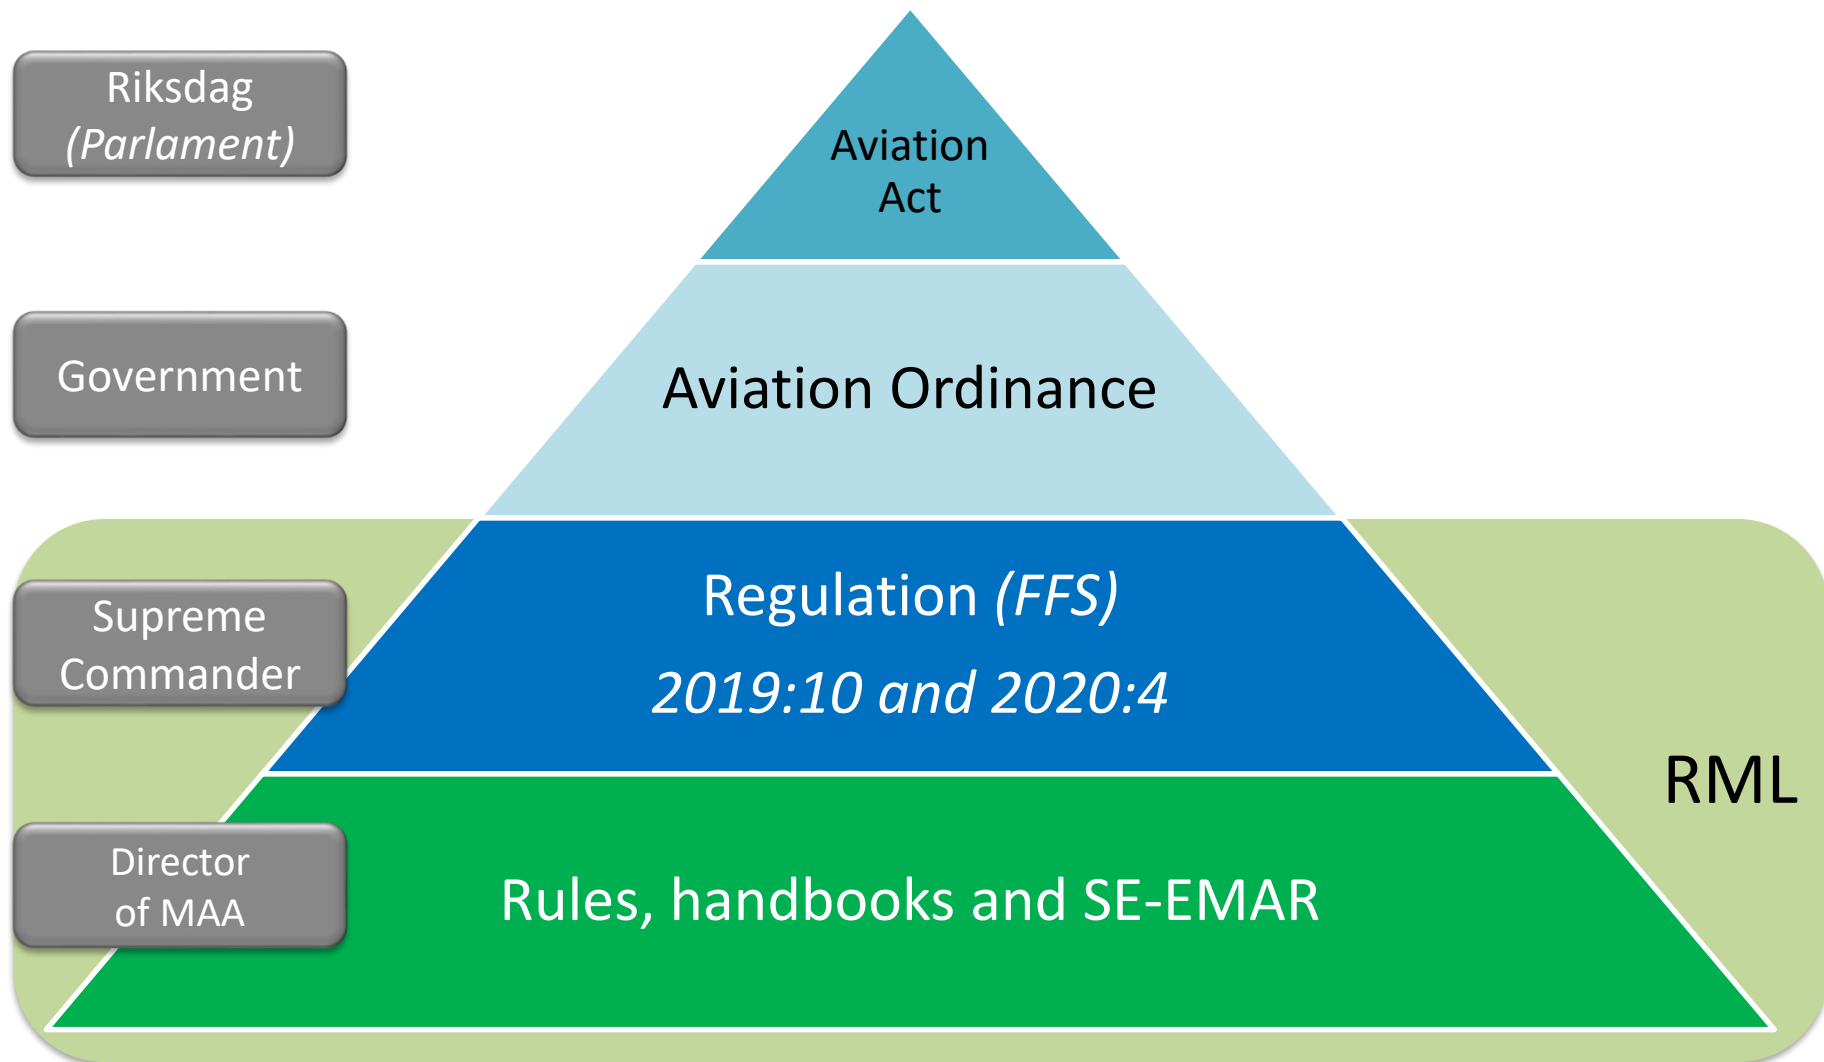 Riksdag
(Parlament)
Aviation
Act
Government
Aviation Ordinance
Supreme
Commander
Regulation (FFS)
2019:10 and 2020:4
RML
Director
of MAA
Rules, handbooks and SE-EMAR